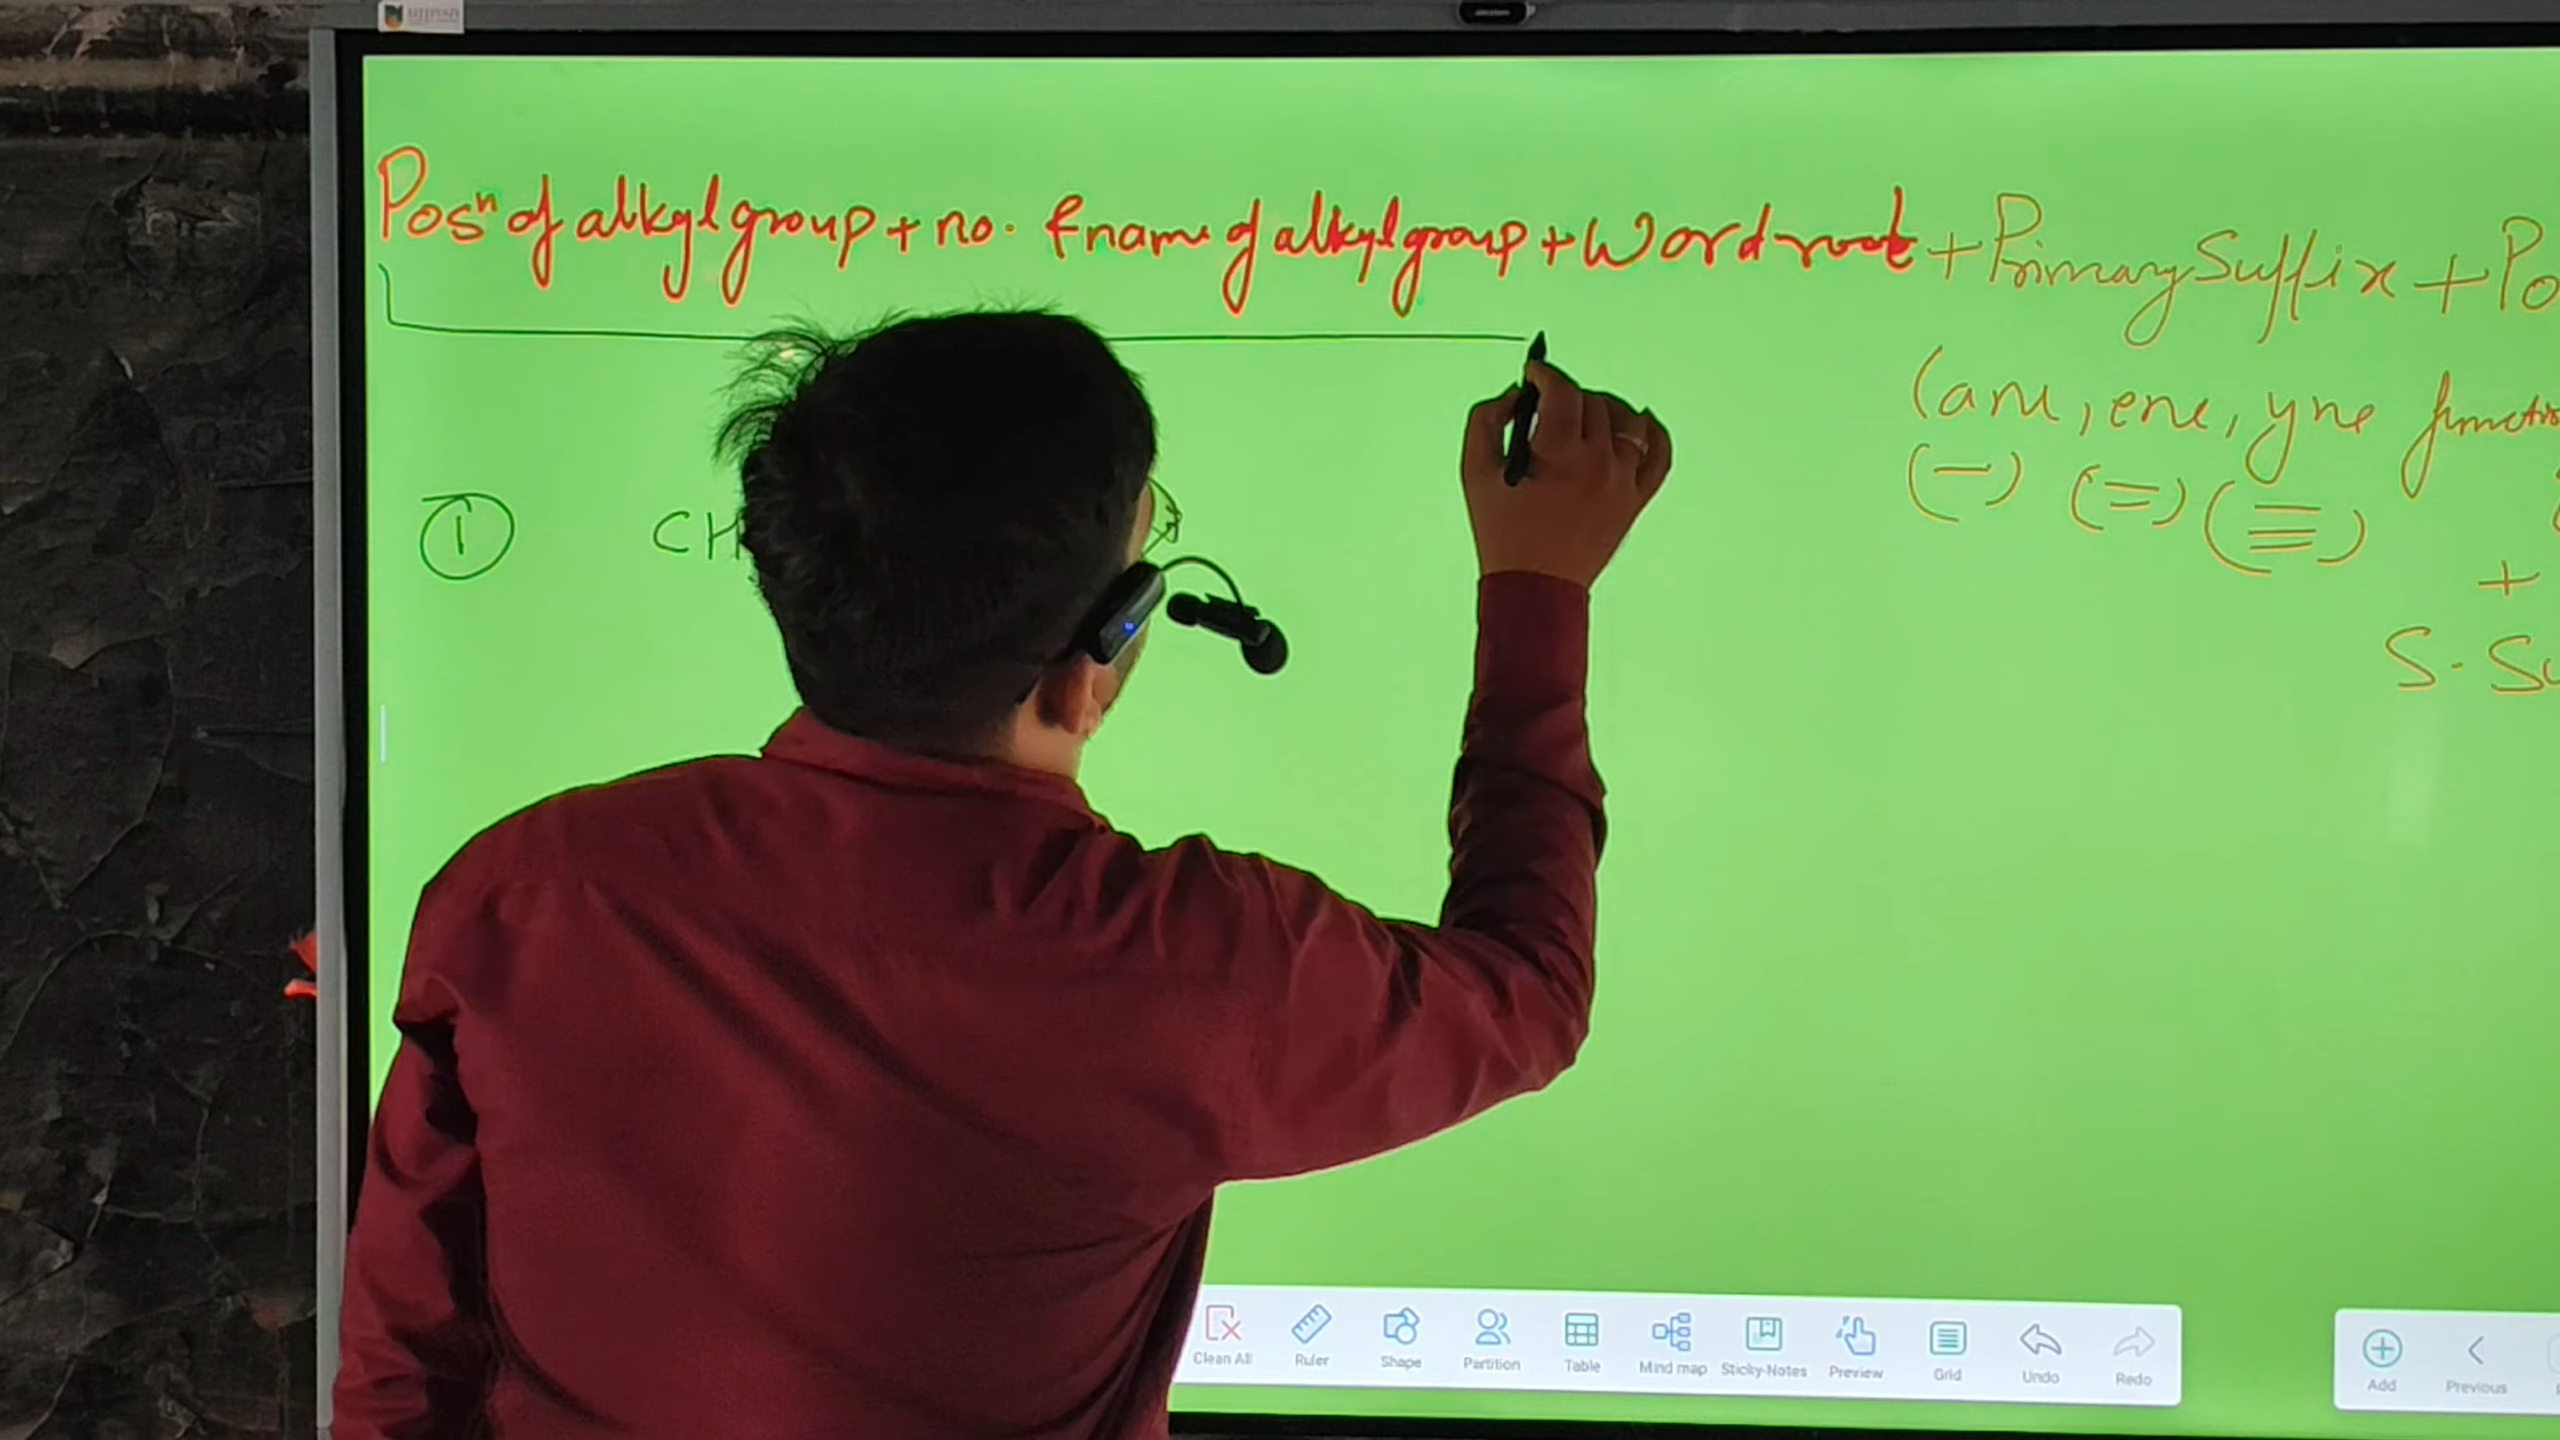 Posⁿ of alkyl group + no. & name of alkyl group + Word root + Primary Suffix + Po
(ane, ene, yne functio
(−) (=) (≡)
① CH
+
S. Su
Clean All Ruler Shape Partition Table Mind map Sticky-Notes Preview Grid Undo Redo Add Previous